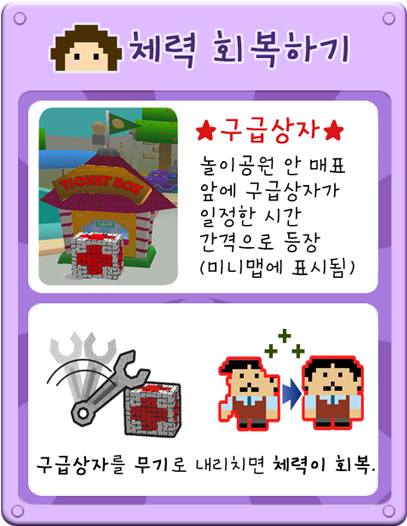 체력 회복하기
★구급상자★
TICKET BOX
놀이공원 안 매표
앞에 구급상자가
일정한 시간
간격으로 등장
(미니맵에 표시됨)
구급상자를 무기로 내리치면 체력이 회복.